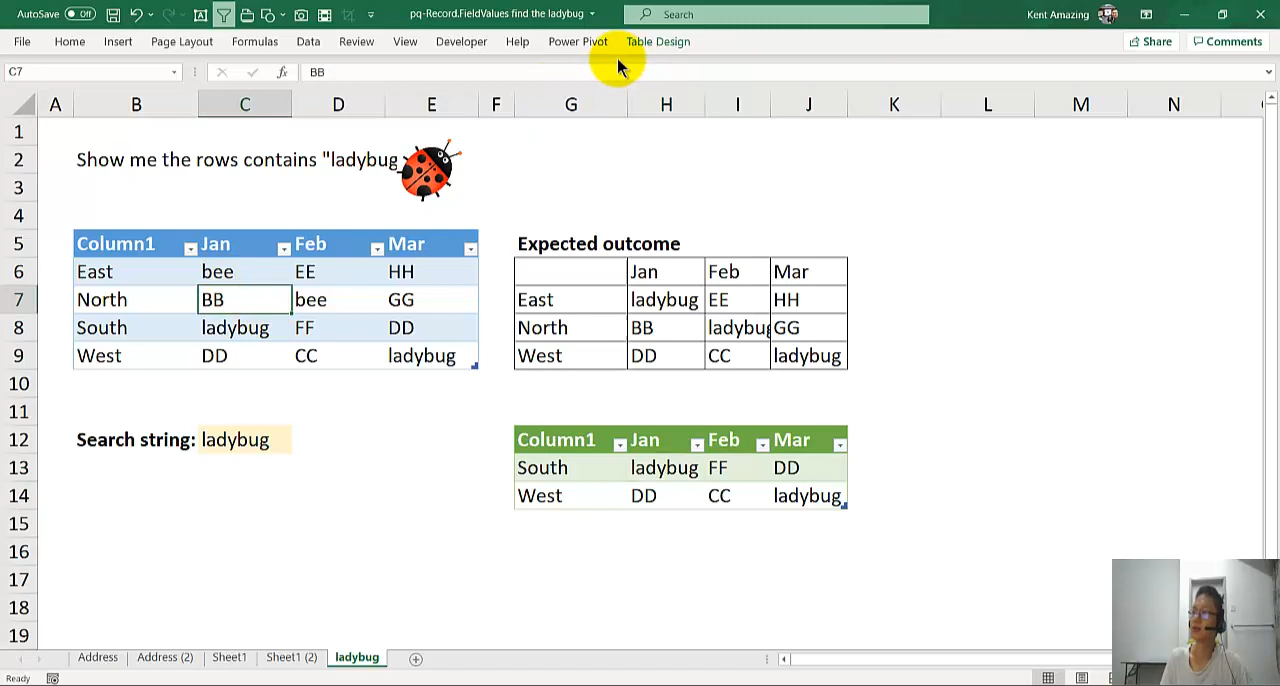 AutoSave Off pq-Record.FieldValues find the ladybug Search Kent Amazing
File Home Insert Page Layout Formulas Data Review View Developer Help Power Pivot Table Design Share Comments
C7 fx BB
A B C D E F G H I J K L M N
1
2 Show me the rows contains "ladybug
3
4
5 Column1 Jan Feb Mar Expected outcome
6 East bee EE HH Jan Feb Mar
7 North BB bee GG East ladybug EE HH
8 South ladybug FF DD North BB ladybug GG
9 West DD CC ladybug West DD CC ladybug
10
11
12 Search string: ladybug Column1 Jan Feb Mar
13 South ladybug FF DD
14 West DD CC ladybug
15
16
17
18
19
Address Address (2) Sheet1 Sheet1 (2) ladybug
Ready